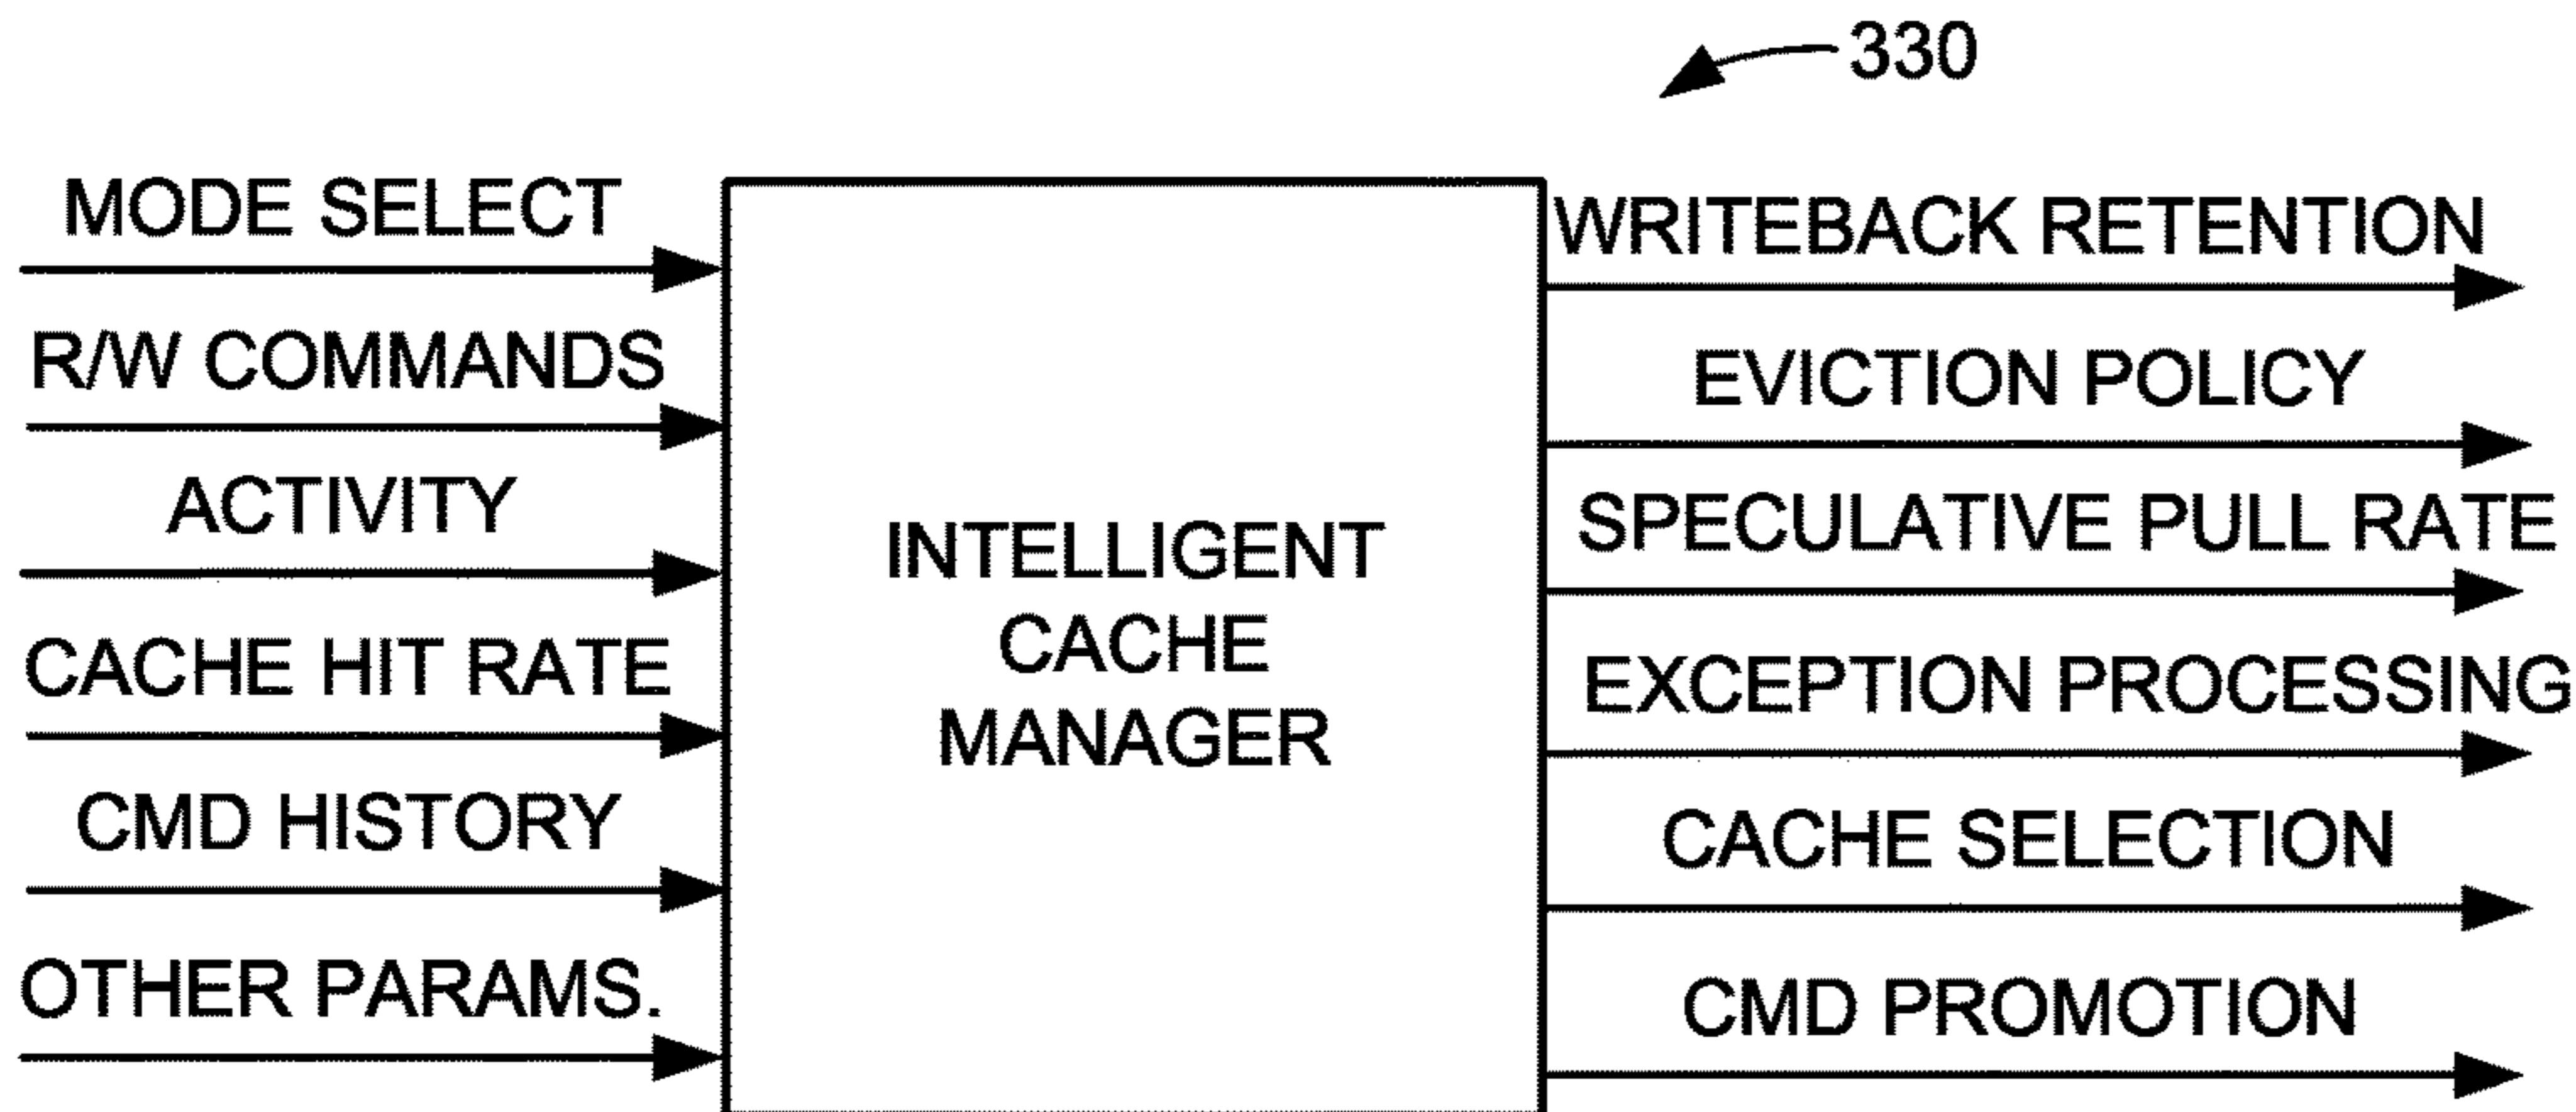 330
MODE SELECT
R/W COMMANDS
ACTIVITY
CACHE HIT RATE
CMD HISTORY
OTHER PARAMS.
INTELLIGENT
CACHE
MANAGER
WRITEBACK RETENTION
EVICTION POLICY
SPECULATIVE PULL RATE
EXCEPTION PROCESSING
CACHE SELECTION
CMD PROMOTION